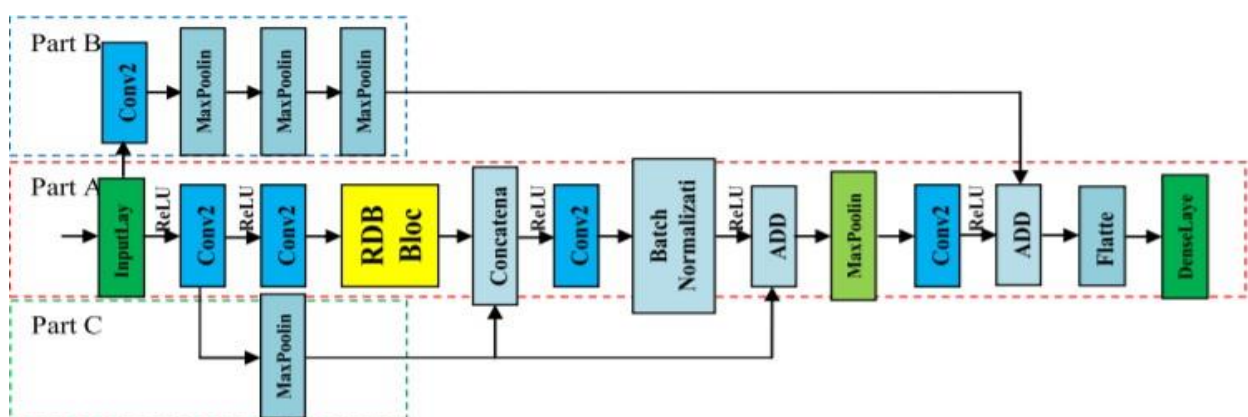 Part B
Conv2
MaxPoolin
MaxPoolin
MaxPoolin
Part A
InputLay
ReLU
Conv2
ReLU
Conv2
RDB
Bloc
Concatena
ReLU
Conv2
Batch
Normalizati
ReLU
ADD
MaxPoolin
Conv2
ReLU
ADD
Flatte
DenseLaye
Part C
MaxPoolin